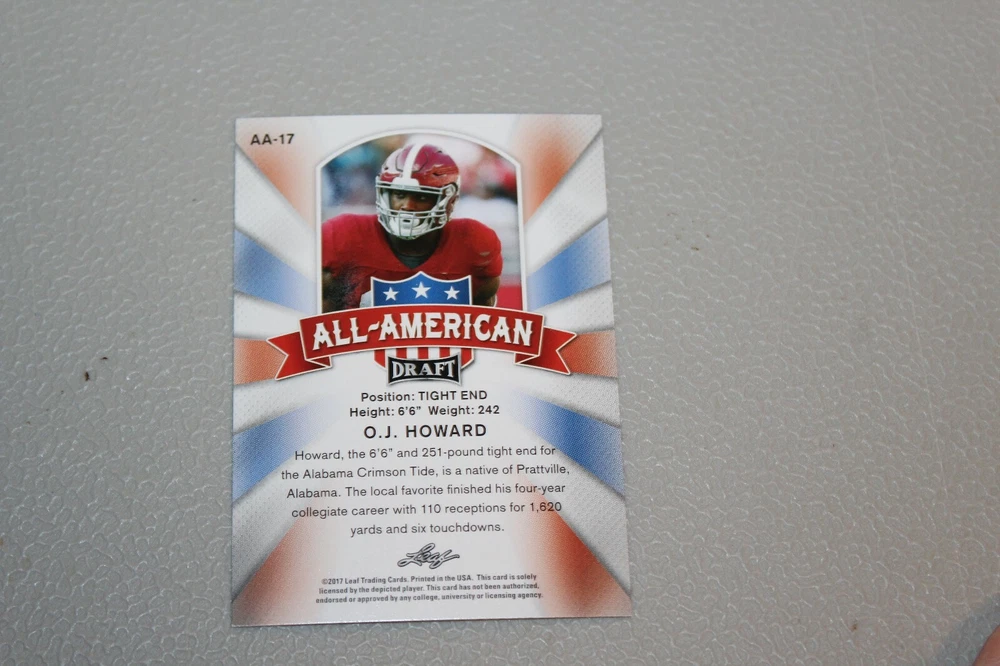 AA-17
ALL-AMERICAN
DRAFT
Position: TIGHT END
Height: 6'6" Weight: 242
O.J. HOWARD
Howard, the 6'6" and 251-pound tight end for
the Alabama Crimson Tide, is a native of Prattville,
Alabama. The local favorite finished his four-year
collegiate career with 110 receptions for 1,620
yards and six touchdowns.
Leaf
©2017 Leaf Trading Cards. Printed in the USA. This card is solely
licensed by the depicted player. This card has not been authorized,
endorsed or approved by any college, university or licensing agency.